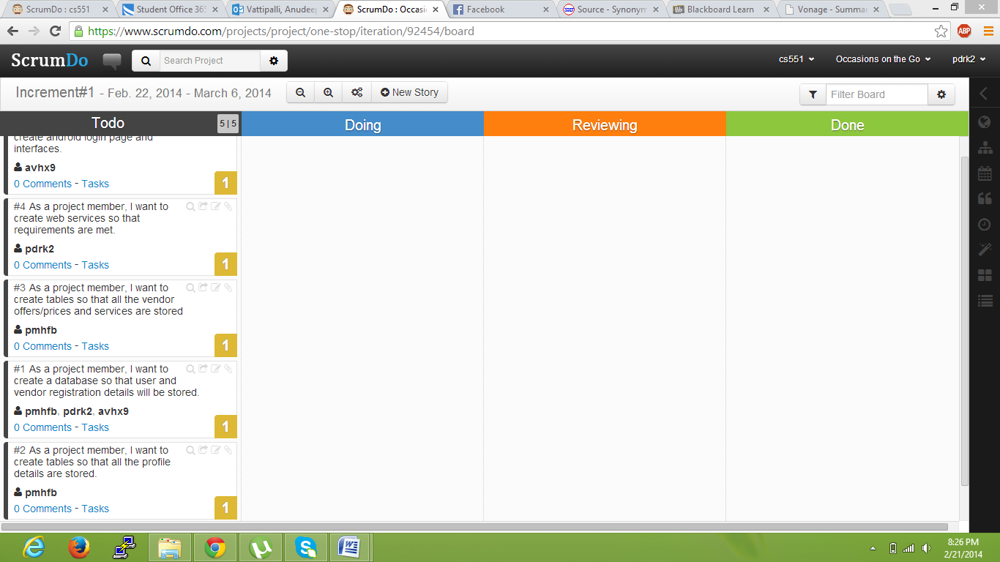 ScrumDo : cs551
Student Office 365
Vattipalli, Anudeep
ScrumDo : Occasio
Facebook
Source - Synonym
Blackboard Learn
Vonage - Summar
https://www.scrumdo.com/projects/project/one-stop/iteration/92454/board
ABP
ScrumDo
Search Project
cs551
Occasions on the Go
pdrk2
Increment#1 - Feb. 22, 2014 - March 6, 2014
New Story
Filter Board
Todo
5 | 5
Doing
Reviewing
Done
create android login page and
interfaces.
avhx9
0 Comments - Tasks
1
#4 As a project member, I want to
create web services so that
requirements are met.
pdrk2
0 Comments - Tasks
1
#3 As a project member, I want to
create tables so that all the vendor
offers/prices and services are stored
pmhfb
0 Comments - Tasks
1
#1 As a project member, I want to
create a database so that user and
vendor registration details will be stored.
pmhfb, pdrk2, avhx9
0 Comments - Tasks
1
#2 As a project member, I want to
create tables so that all the profile
details are stored.
pmhfb
0 Comments - Tasks
1
8:26 PM
2/21/2014